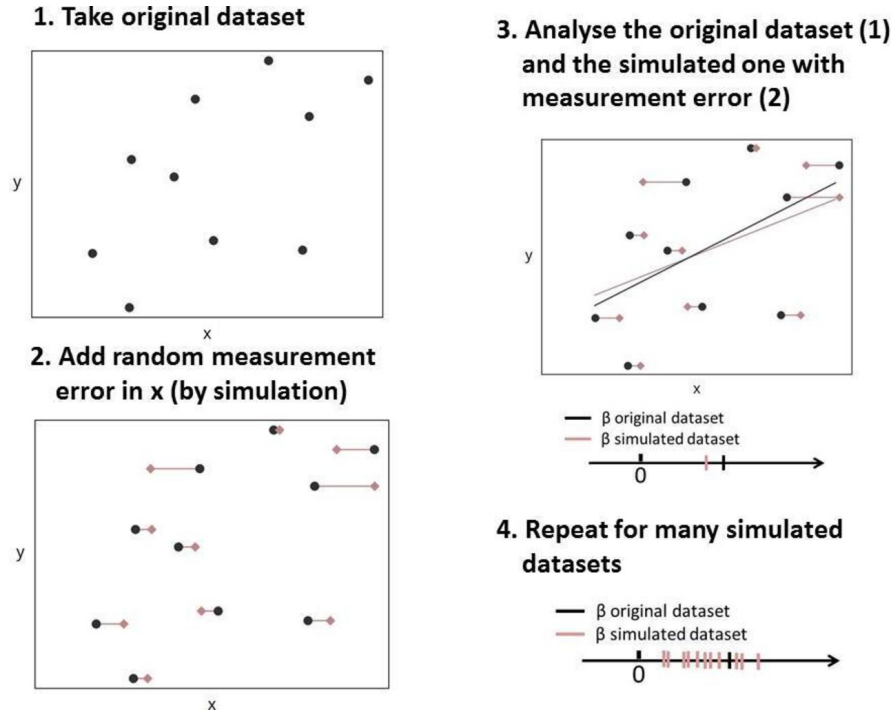 1. Take original dataset
y
x
2. Add random measurement
error in x (by simulation)
y
x
3. Analyse the original dataset (1)
and the simulated one with
measurement error (2)
y
x
β original dataset
β simulated dataset
0
4. Repeat for many simulated
datasets
β original dataset
β simulated dataset
0